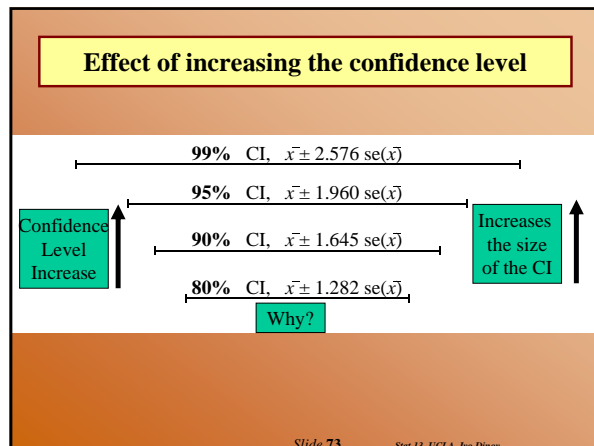 Effect of increasing the confidence level
99% CI, x̄ ± 2.576 se(x̄)
95% CI, x̄ ± 1.960 se(x̄)
Confidence
Level
Increase
Increases
the size
of the CI
90% CI, x̄ ± 1.645 se(x̄)
80% CI, x̄ ± 1.282 se(x̄)
Why?
Slide 73
Stat 13, UCLA, Ivo Dinov